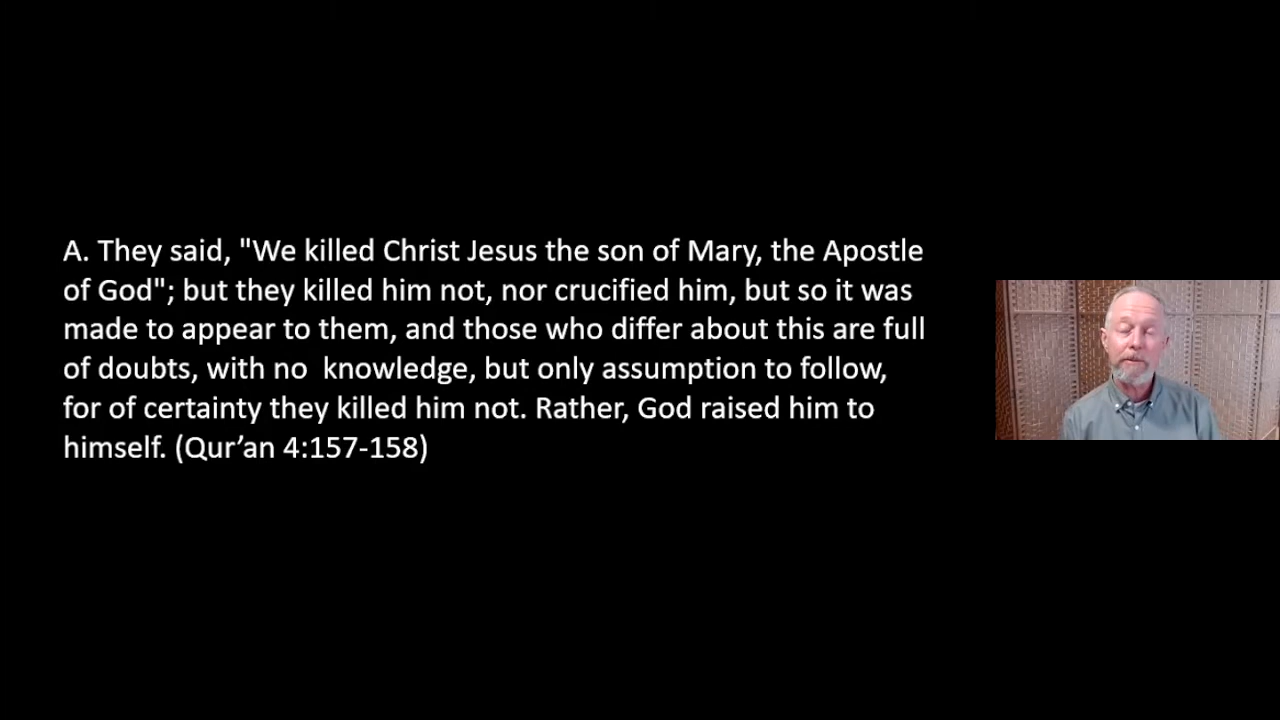 A. They said, "We killed Christ Jesus the son of Mary, the Apostle
of God"; but they killed him not, nor crucified him, but so it was
made to appear to them, and those who differ about this are full
of doubts, with no  knowledge, but only assumption to follow,
for of certainty they killed him not. Rather, God raised him to
himself. (Qur’an 4:157-158)